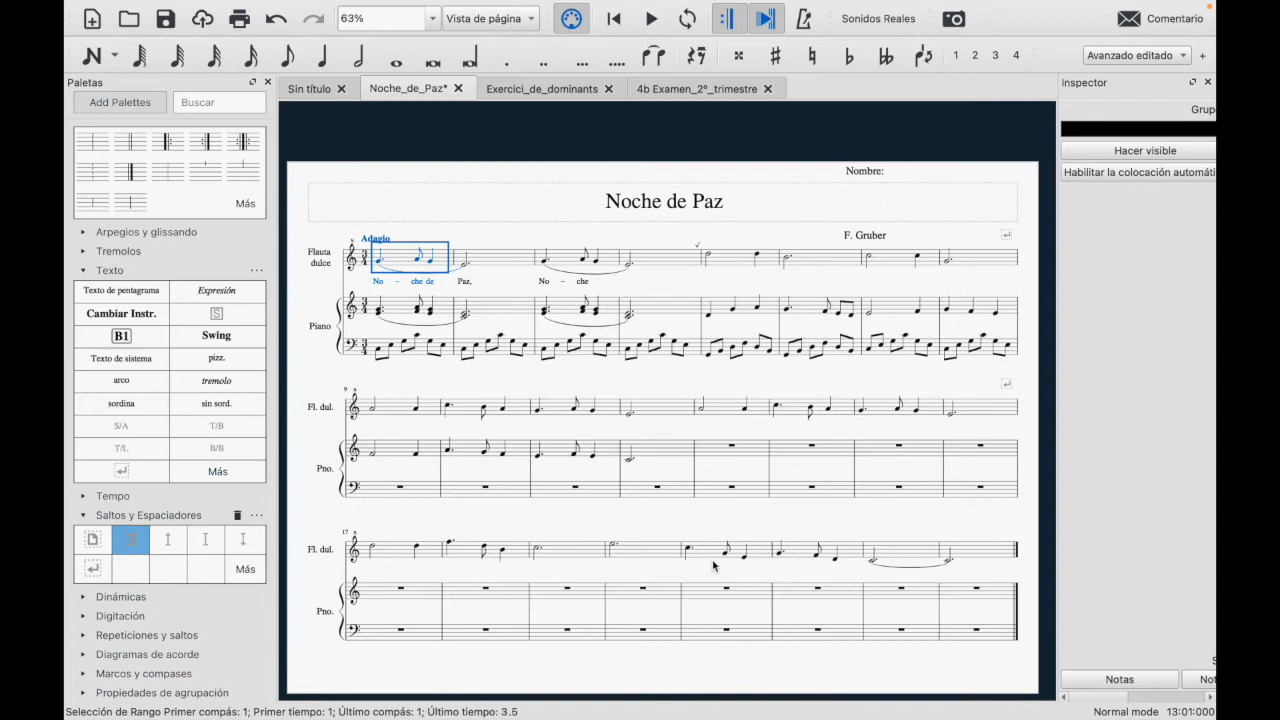 63%
Vista de página
Sonidos Reales
Comentario
1 2 3 4
Avanzado editado
+
Paletas
Add Palettes
Buscar
Más
Arpegios y glissando
Tremolos
Texto
Texto de pentagrama
Expresión
Cambiar Instr.
S
B1
Swing
Texto de sistema
pizz.
arco
tremolo
sordina
sin sord.
S/A
T/B
T/L
B/B
Más
Tempo
Saltos y Espaciadores
Más
Dinámicas
Digitación
Repeticiones y saltos
Diagramas de acorde
Marcos y compases
Propiedades de agrupación
Sin título
Noche_de_Paz*
Exercici_de_dominants
4b Examen_2º_trimestre
Nombre:
Noche de Paz
Adagio
F. Gruber
Flauta
dulce
No - che de Paz, No - che
Piano
9
Fl. dul.
Pno.
17
Fl. dul.
Pno.
Inspector
Grup
Hacer visible
Habilitar la colocación automáti
S
Notas
Not
Selección de Rango Primer compás: 1; Primer tiempo: 1; Último compás: 1; Último tiempo: 3.5
Normal mode
13:01:000